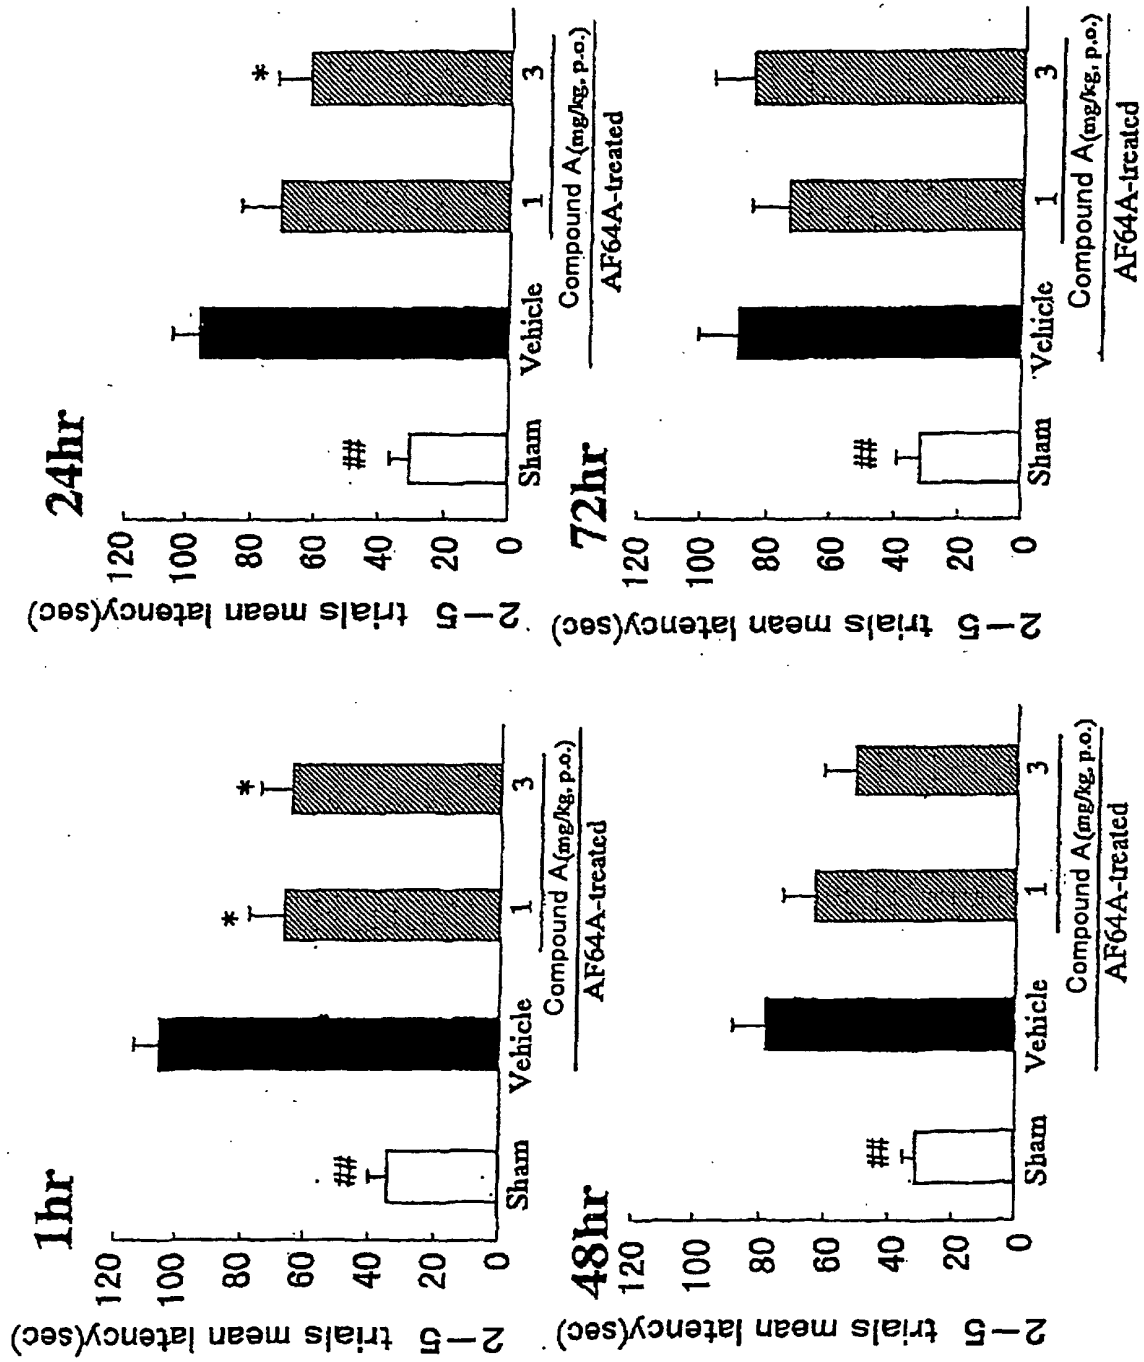 1hr
2–5 trials mean latency(sec)
120
100
80
60
40
20
0
##
*
*
Sham
Vehicle
1
3
Compound A(mg/kg, p.o.)
AF64A-treated
24hr
2–5 trials mean latency(sec)
120
100
80
60
40
20
0
##
*
Sham
Vehicle
1
3
Compound A(mg/kg, p.o.)
AF64A-treated
48hr
2–5 trials mean latency(sec)
120
100
80
60
40
20
0
##
Sham
Vehicle
1
3
Compound A(mg/kg, p.o.)
AF64A-treated
72hr
2–5 trials mean latency(sec)
120
100
80
60
40
20
0
##
Sham
Vehicle
1
3
Compound A(mg/kg, p.o.)
AF64A-treated